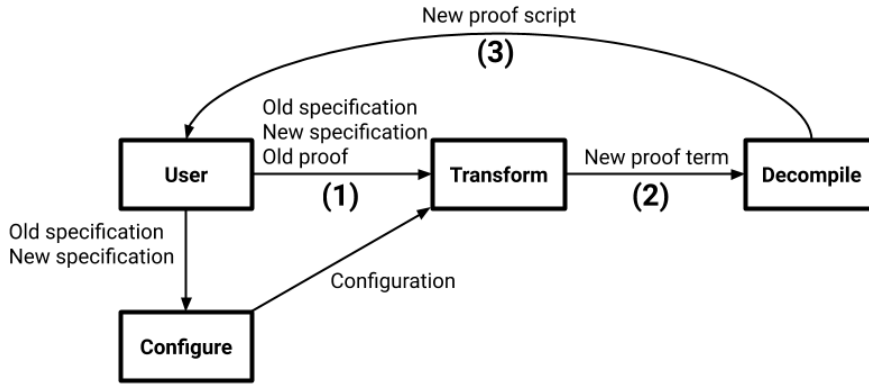 New proof script
(3)
Old specification
New specification
Old proof
User
Transform
New proof term
Decompile
(1)
(2)
Old specification
New specification
Configuration
Configure